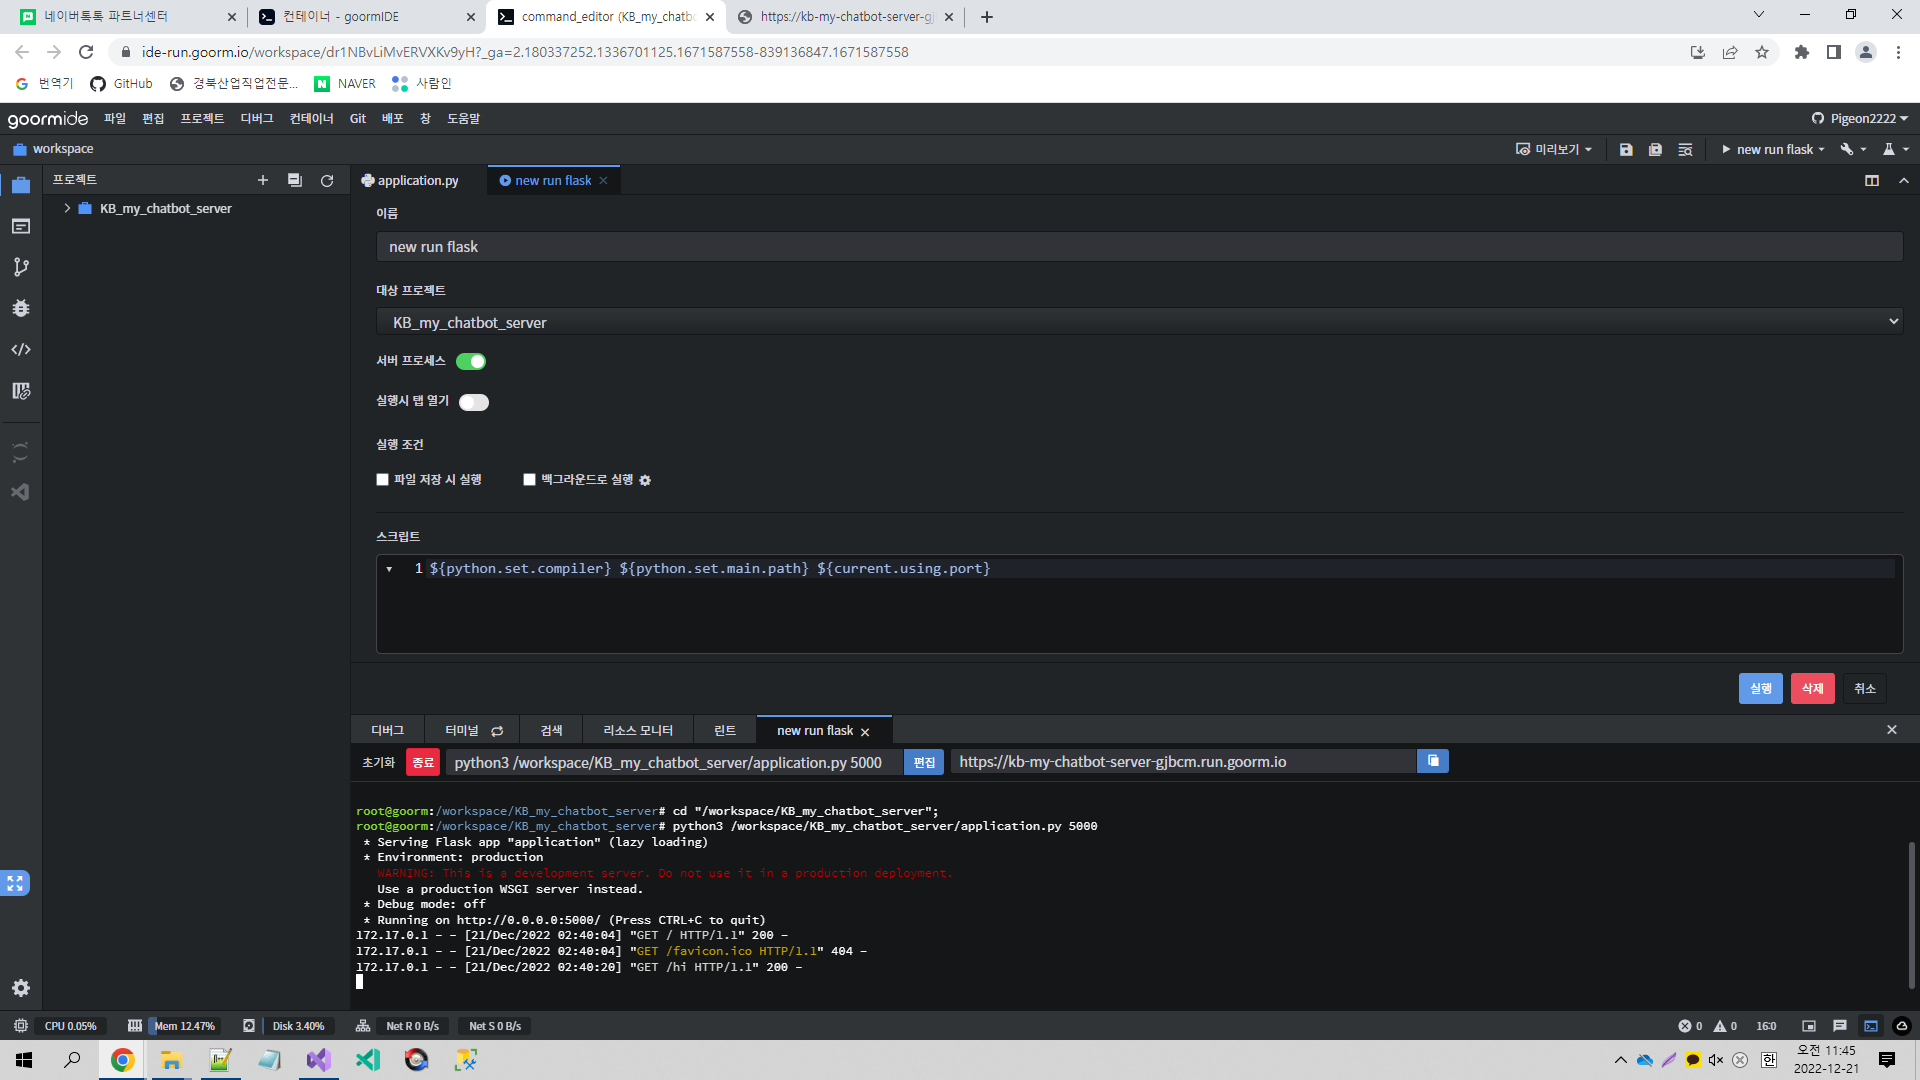 네이버톡톡 파트너센터
컨테이너 - goormIDE
command_editor (KB_my_chatbo
https://kb-my-chatbot-server-gj
ide-run.goorm.io/workspace/dr1NBvLiMvERVXKv9yH?_ga=2.180337252.1336701125.1671587558-839136847.1671587558
번역기
GitHub
경북산업직업전문...
NAVER
사람인
goormide 파일 편집 프로젝트 디버그 컨테이너 Git 배포 창 도움말
Pigeon2222
workspace
미리보기
new run flask
프로젝트
KB_my_chatbot_server
application.py
new run flask
이름
new run flask
대상 프로젝트
KB_my_chatbot_server
서버 프로세스
실행시 탭 열기
실행 조건
파일 저장 시 실행
백그라운드로 실행
스크립트
1 ${python.set.compiler} ${python.set.main.path} ${current.using.port}
실행 삭제 취소
디버그 터미널 검색 리소스 모니터 린트 new run flask
초기화 종료 python3 /workspace/KB_my_chatbot_server/application.py 5000 편집 https://kb-my-chatbot-server-gjbcm.run.goorm.io
root@goorm:/workspace/KB_my_chatbot_server# cd "/workspace/KB_my_chatbot_server";
root@goorm:/workspace/KB_my_chatbot_server# python3 /workspace/KB_my_chatbot_server/application.py 5000
* Serving Flask app "application" (lazy loading)
* Environment: production
WARNING: This is a development server. Do not use it in a production deployment.
Use a production WSGI server instead.
* Debug mode: off
* Running on http://0.0.0.0:5000/ (Press CTRL+C to quit)
172.17.0.1 - - [21/Dec/2022 02:40:04] "GET / HTTP/1.1" 200 -
172.17.0.1 - - [21/Dec/2022 02:40:04] "GET /favicon.ico HTTP/1.1" 404 -
172.17.0.1 - - [21/Dec/2022 02:40:20] "GET /hi HTTP/1.1" 200 -
CPU 0.05% Mem 12.47% Disk 3.40% Net R 0 B/s Net S 0 B/s
0 0 16:0
한
오전 11:45
2022-12-21